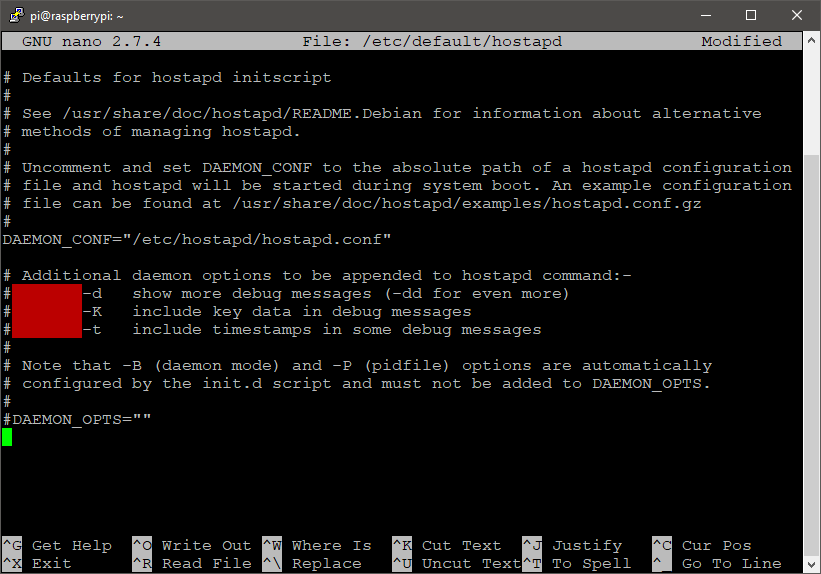 pi@raspberrypi: ~
GNU nano 2.7.4 File: /etc/default/hostapd Modified
# Defaults for hostapd initscript
#
# See /usr/share/doc/hostapd/README.Debian for information about alternative
# methods of managing hostapd.
#
# Uncomment and set DAEMON_CONF to the absolute path of a hostapd configuration
# file and hostapd will be started during system boot. An example configuration
# file can be found at /usr/share/doc/hostapd/examples/hostapd.conf.gz
#
DAEMON_CONF="/etc/hostapd/hostapd.conf"
# Additional daemon options to be appended to hostapd command:-
# -d show more debug messages (-dd for even more)
# -K include key data in debug messages
# -t include timestamps in some debug messages
#
# Note that -B (daemon mode) and -P (pidfile) options are automatically
# configured by the init.d script and must not be added to DAEMON_OPTS.
#
#DAEMON_OPTS=""
^G Get Help ^O Write Out ^W Where Is ^K Cut Text ^J Justify ^C Cur Pos
^X Exit ^R Read File ^\ Replace ^U Uncut Text ^T To Spell ^_ Go To Line